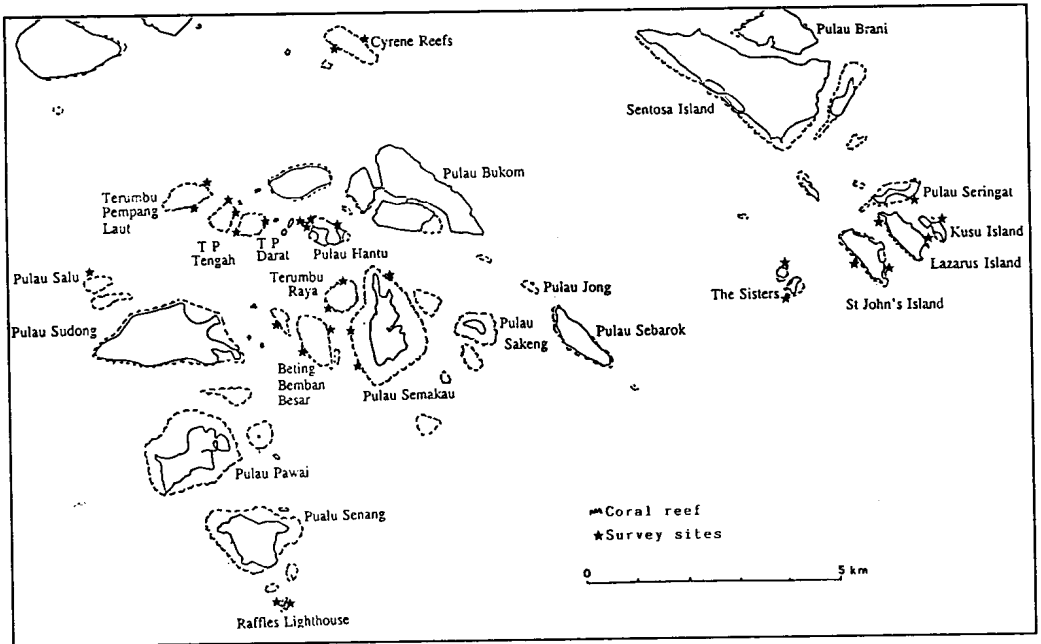 Cyrene Reefs
Pulau Brani
Sentosa Island
Pulau Bukom
Terumbu
Pempang
Laut
T P
Tengah
T P
Darat
Pulau Hantu
Pulau Seringat
Kusu Island
Lazarus Island
St John's Island
The Sisters
Pulau Salu
Terumbu
Raya
Pulau Jong
Pulau Sudong
Pulau
Sakeng
Pulau Sebarok
Beting
Bemban
Besar
Pulau Semakau
Pulau Pawai
Pualu Senang
Coral reef
Survey sites
0
5 km
Raffles Lighthouse